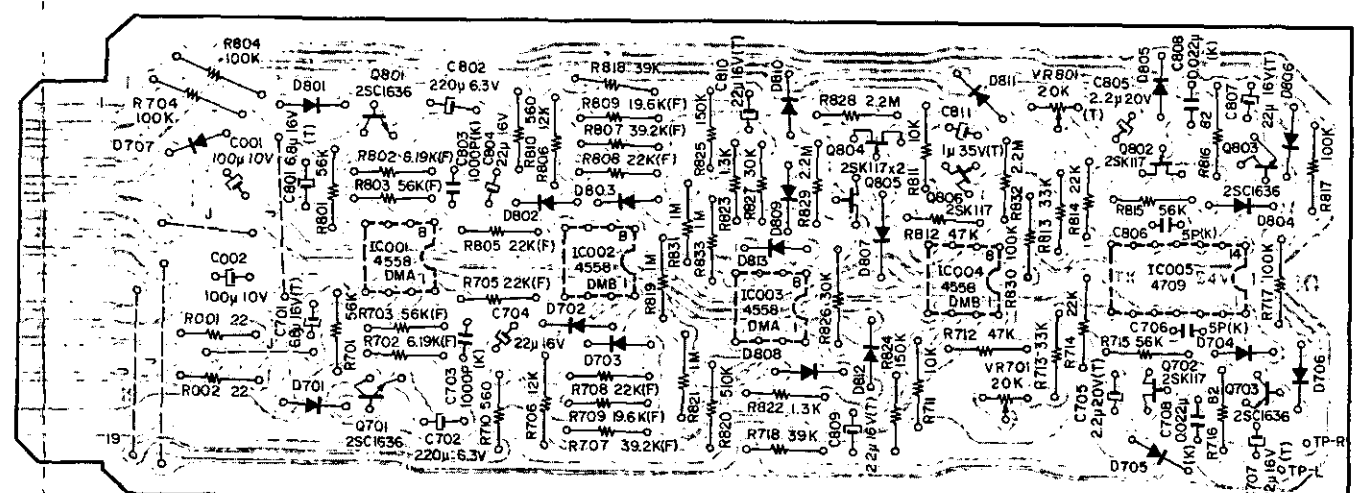 R804
100K
R704
100K
D707
C001
100μ 10V
D801
C801 6.8μ 16V
(T)
R801
56K
Q801
2SC1636
C802
220μ 6.3V
R802 6.19K(F)
R803 56K(F)
C803
1000P(K)
C804
22μ 16V
R810 560
R806 12K
R818 39K
R809 19.6K(F)
R807 39.2K(F)
R808 22K(F)
D803
D802
R805 22K(F)
IC001
4558
DMA
8
IC002
4558
DMB
8
R825
150K
C810
22μ 16V(T)
D810
R823
1.3K
R827
30K
D809
R829
2.2M
R831
1M
R833
1M
R819
1M
D813
R828 2.2M
Q804
2SK117x2
Q805
D807
R811
10K
D811
C811
1μ 35V(T)
Q806
2SK117
R812 47K
R832
2.2M
R830 100K
R813 33K
R814 22K
VR801
20K
C805
2.2μ 20V
(T)
Q802
2SK117
D805
C808
0.022μ
(K)
R816
82
C807
22μ 16V(T)
Q803
2SC1636
D806
R817
100K
R815 56K
C806
5P(K)
D804
J
C002
100μ 10V
R001 22
R002 22
J
J
J
C701
6.8μ 16V(T)
R701
56K
D701
R705 22K(F)
R703 56K(F)
R702 6.19K(F)
Q701
2SC1636
C702
220μ 6.3V
C703
1000P
(K)
C704
22μ 16V
D702
D703
R710 560
R706 12K
R708 22K(F)
R709 19.6K(F)
R707 39.2K(F)
R821
1M
R820
510K
IC003
4558
DMA
8
D808
R822 1.3K
R718 39K
C809
22μ 16V(T)
R826 30K
D812
R824
150K
R711
10K
IC004
4558
DMB
8
R712 47K
VR701
20K
R713 33K
R714
22K
IC005
4709
14
R717 100K
C706
5P(K)
R715 56K
D704
C705
2.2μ 20V(T)
Q702
2SK117
C708
0.022μ
(K)
R716
82
Q703
2SC1636
D706
D705
TP-R
TP-L
(T)
19